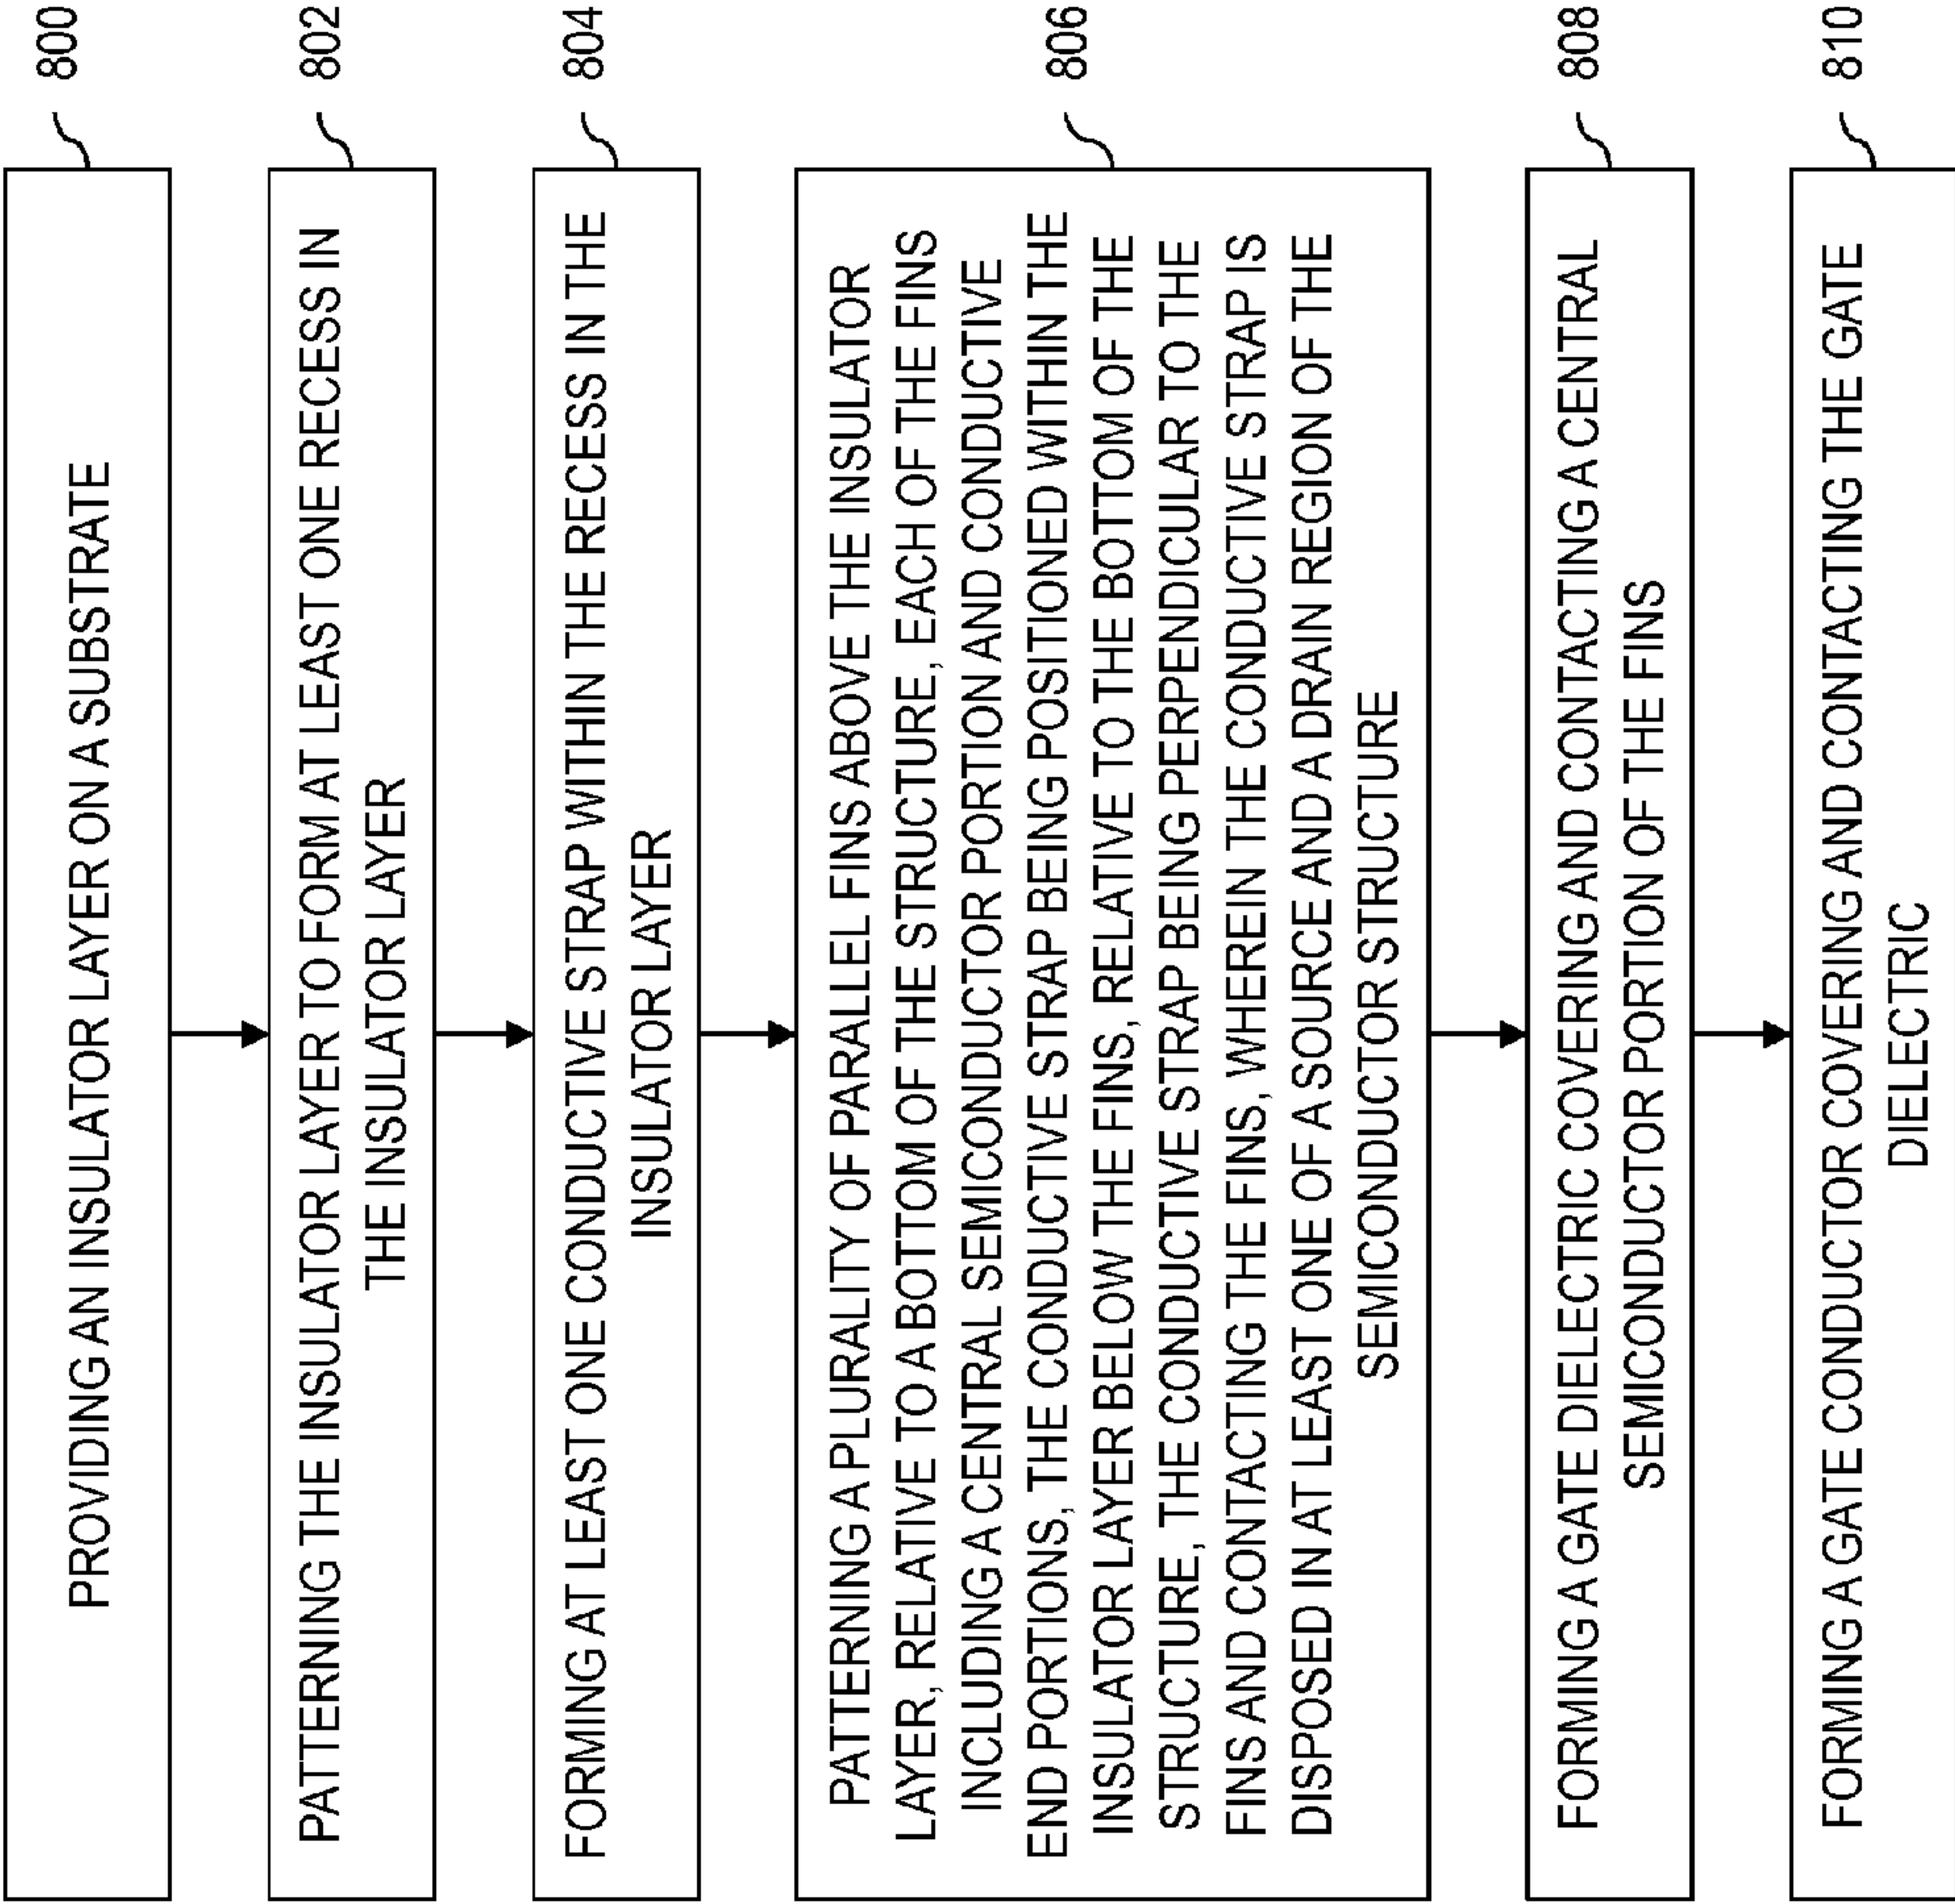 PROVIDING AN INSULATOR LAYER ON A SUBSTRATE
800
PATTERNING THE INSULATOR LAYER TO FORM AT LEAST ONE RECESS IN
THE INSULATOR LAYER
802
FORMING AT LEAST ONE CONDUCTIVE STRAP WITHIN THE RECESS IN THE
INSULATOR LAYER
804
PATTERNING A PLURALITY OF PARALLEL FINS ABOVE THE INSULATOR
LAYER, RELATIVE TO A BOTTOM OF THE STRUCTURE, EACH OF THE FINS
INCLUDING A CENTRAL SEMICONDUCTOR PORTION AND CONDUCTIVE
END PORTIONS, THE CONDUCTIVE STRAP BEING POSITIONED WITHIN THE
INSULATOR LAYER BELOW THE FINS, RELATIVE TO THE BOTTOM OF THE
STRUCTURE, THE CONDUCTIVE STRAP BEING PERPENDICULAR TO THE
FINS AND CONTACTING THE FINS, WHEREIN THE CONDUCTIVE STRAP IS
DISPOSED IN AT LEAST ONE OF A SOURCE AND A DRAIN REGION OF THE
SEMICONDUCTOR STRUCTURE
806
FORMING A GATE DIELECTRIC COVERING AND CONTACTING A CENTRAL
SEMICONDUCTOR PORTION OF THE FINS
808
FORMING A GATE CONDUCTOR COVERING AND CONTACTING THE GATE
DIELECTRIC
810